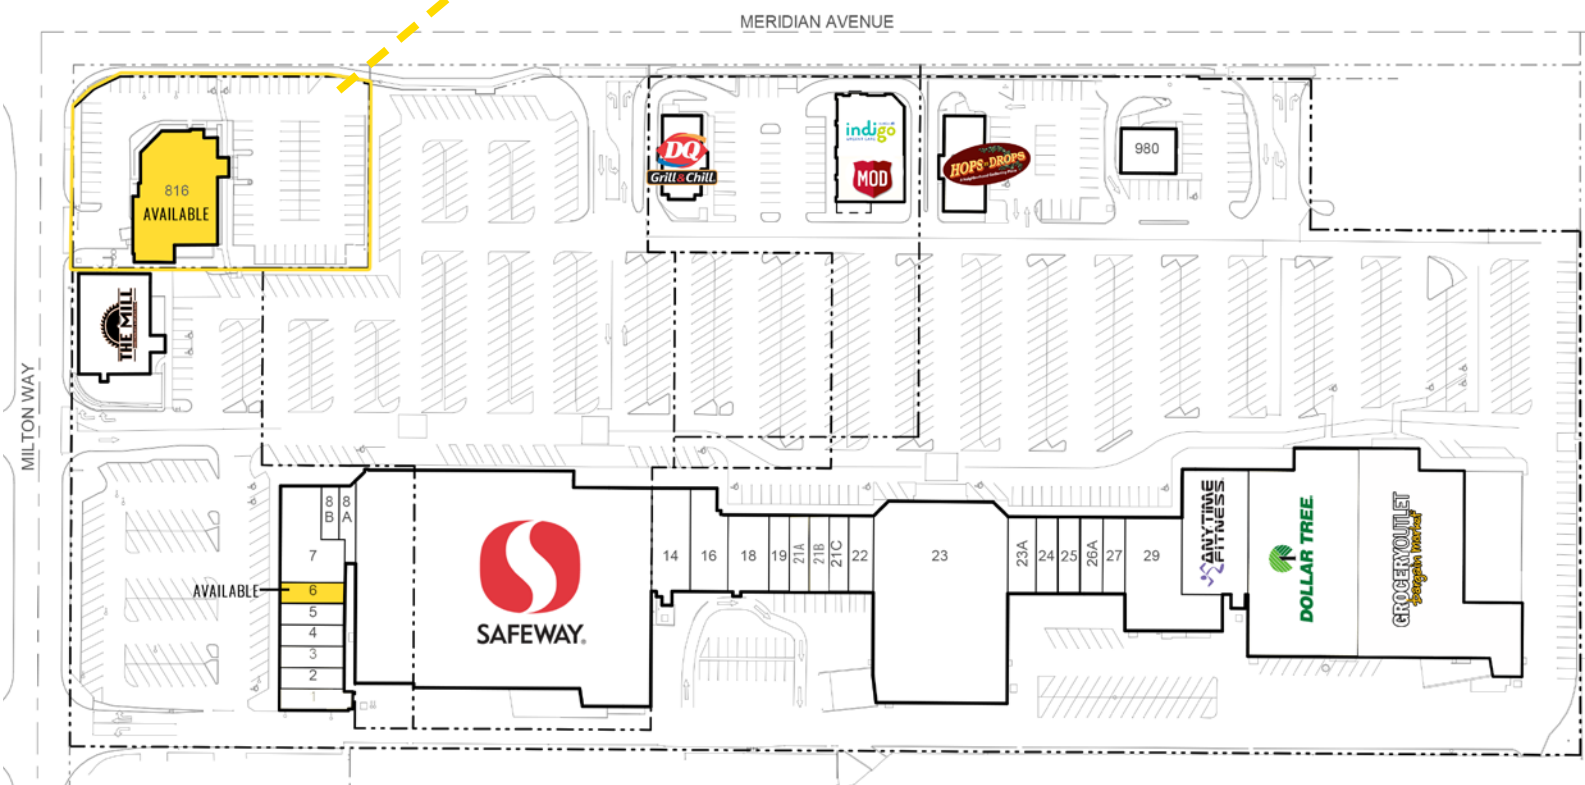 MERIDIAN AVENUE
MILTON WAY
816
AVAILABLE
THE MILL
DQ
Grill & Chill
indigo
MOD
HOPS n DROPS
980
8
B
8
A
7
AVAILABLE
6
5
4
3
2
1
SAFEWAY
14
16
18
19
21A
21B
21C
22
23
23A
24
25
26A
27
29
ANYTIME
FITNESS
DOLLAR TREE
GROCERY OUTLET
bargain market